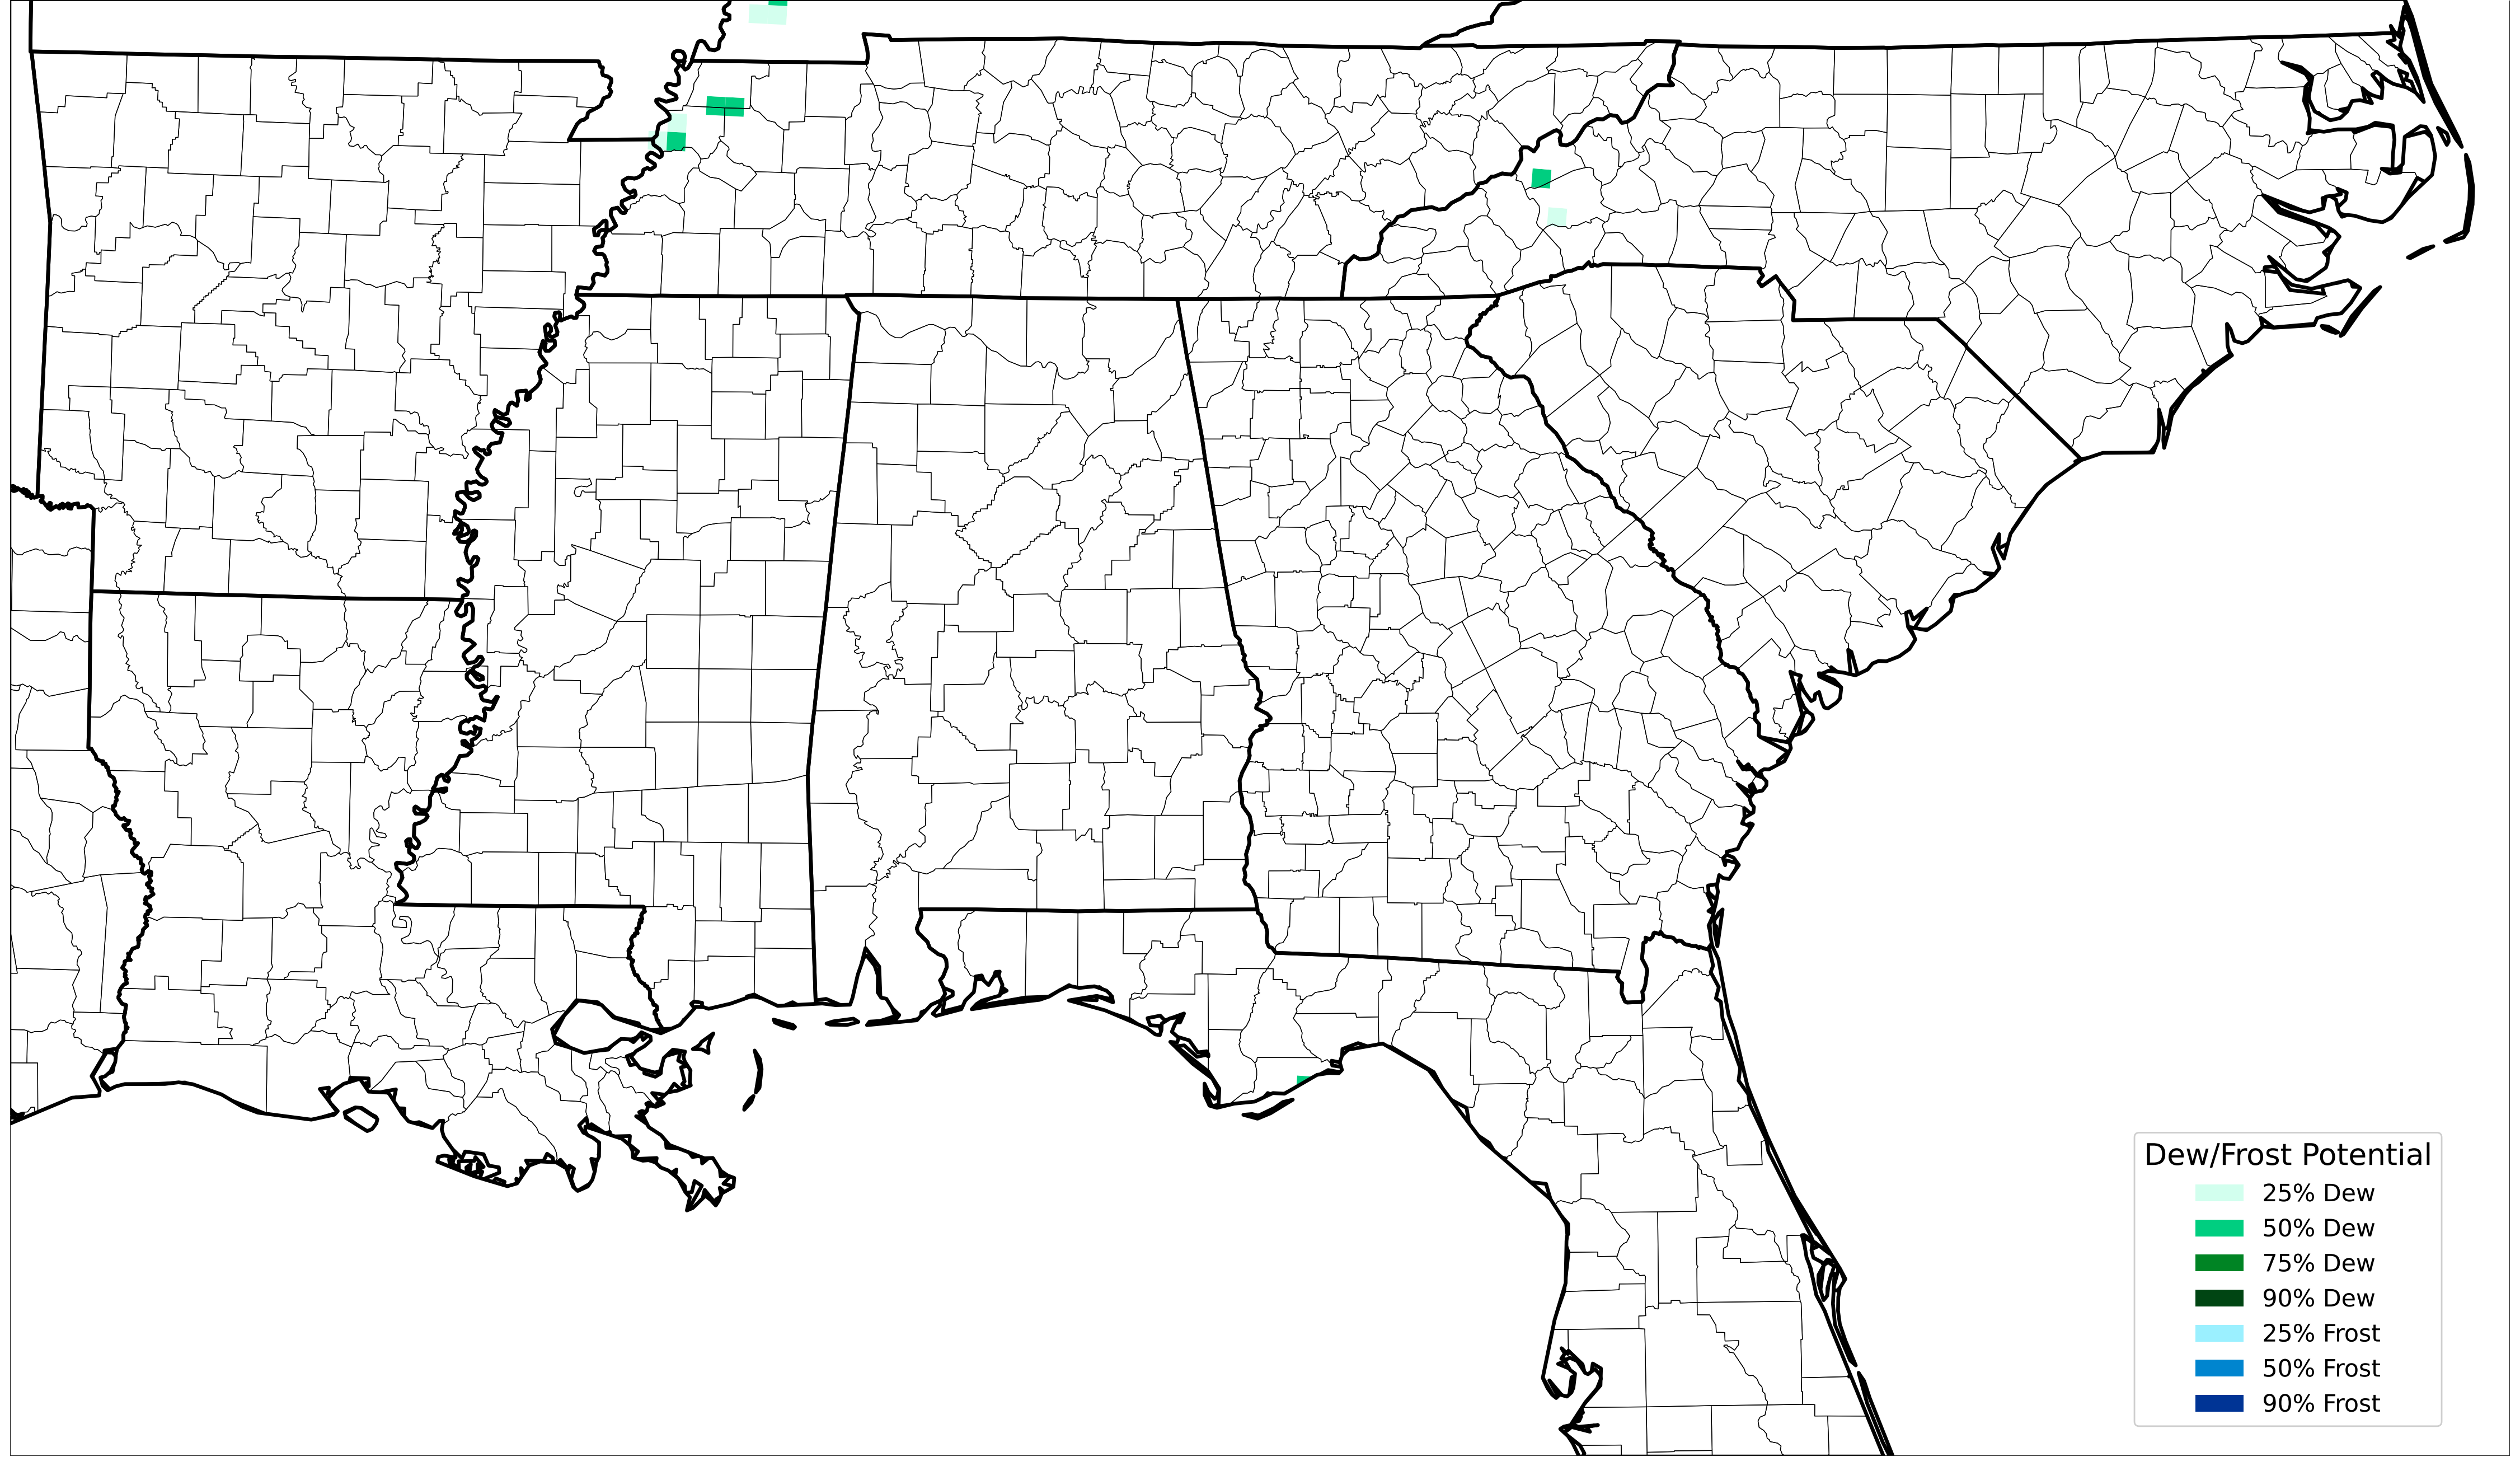 Dew/Frost Potential
25% Dew
50% Dew
75% Dew
90% Dew
25% Frost
50% Frost
90% Frost